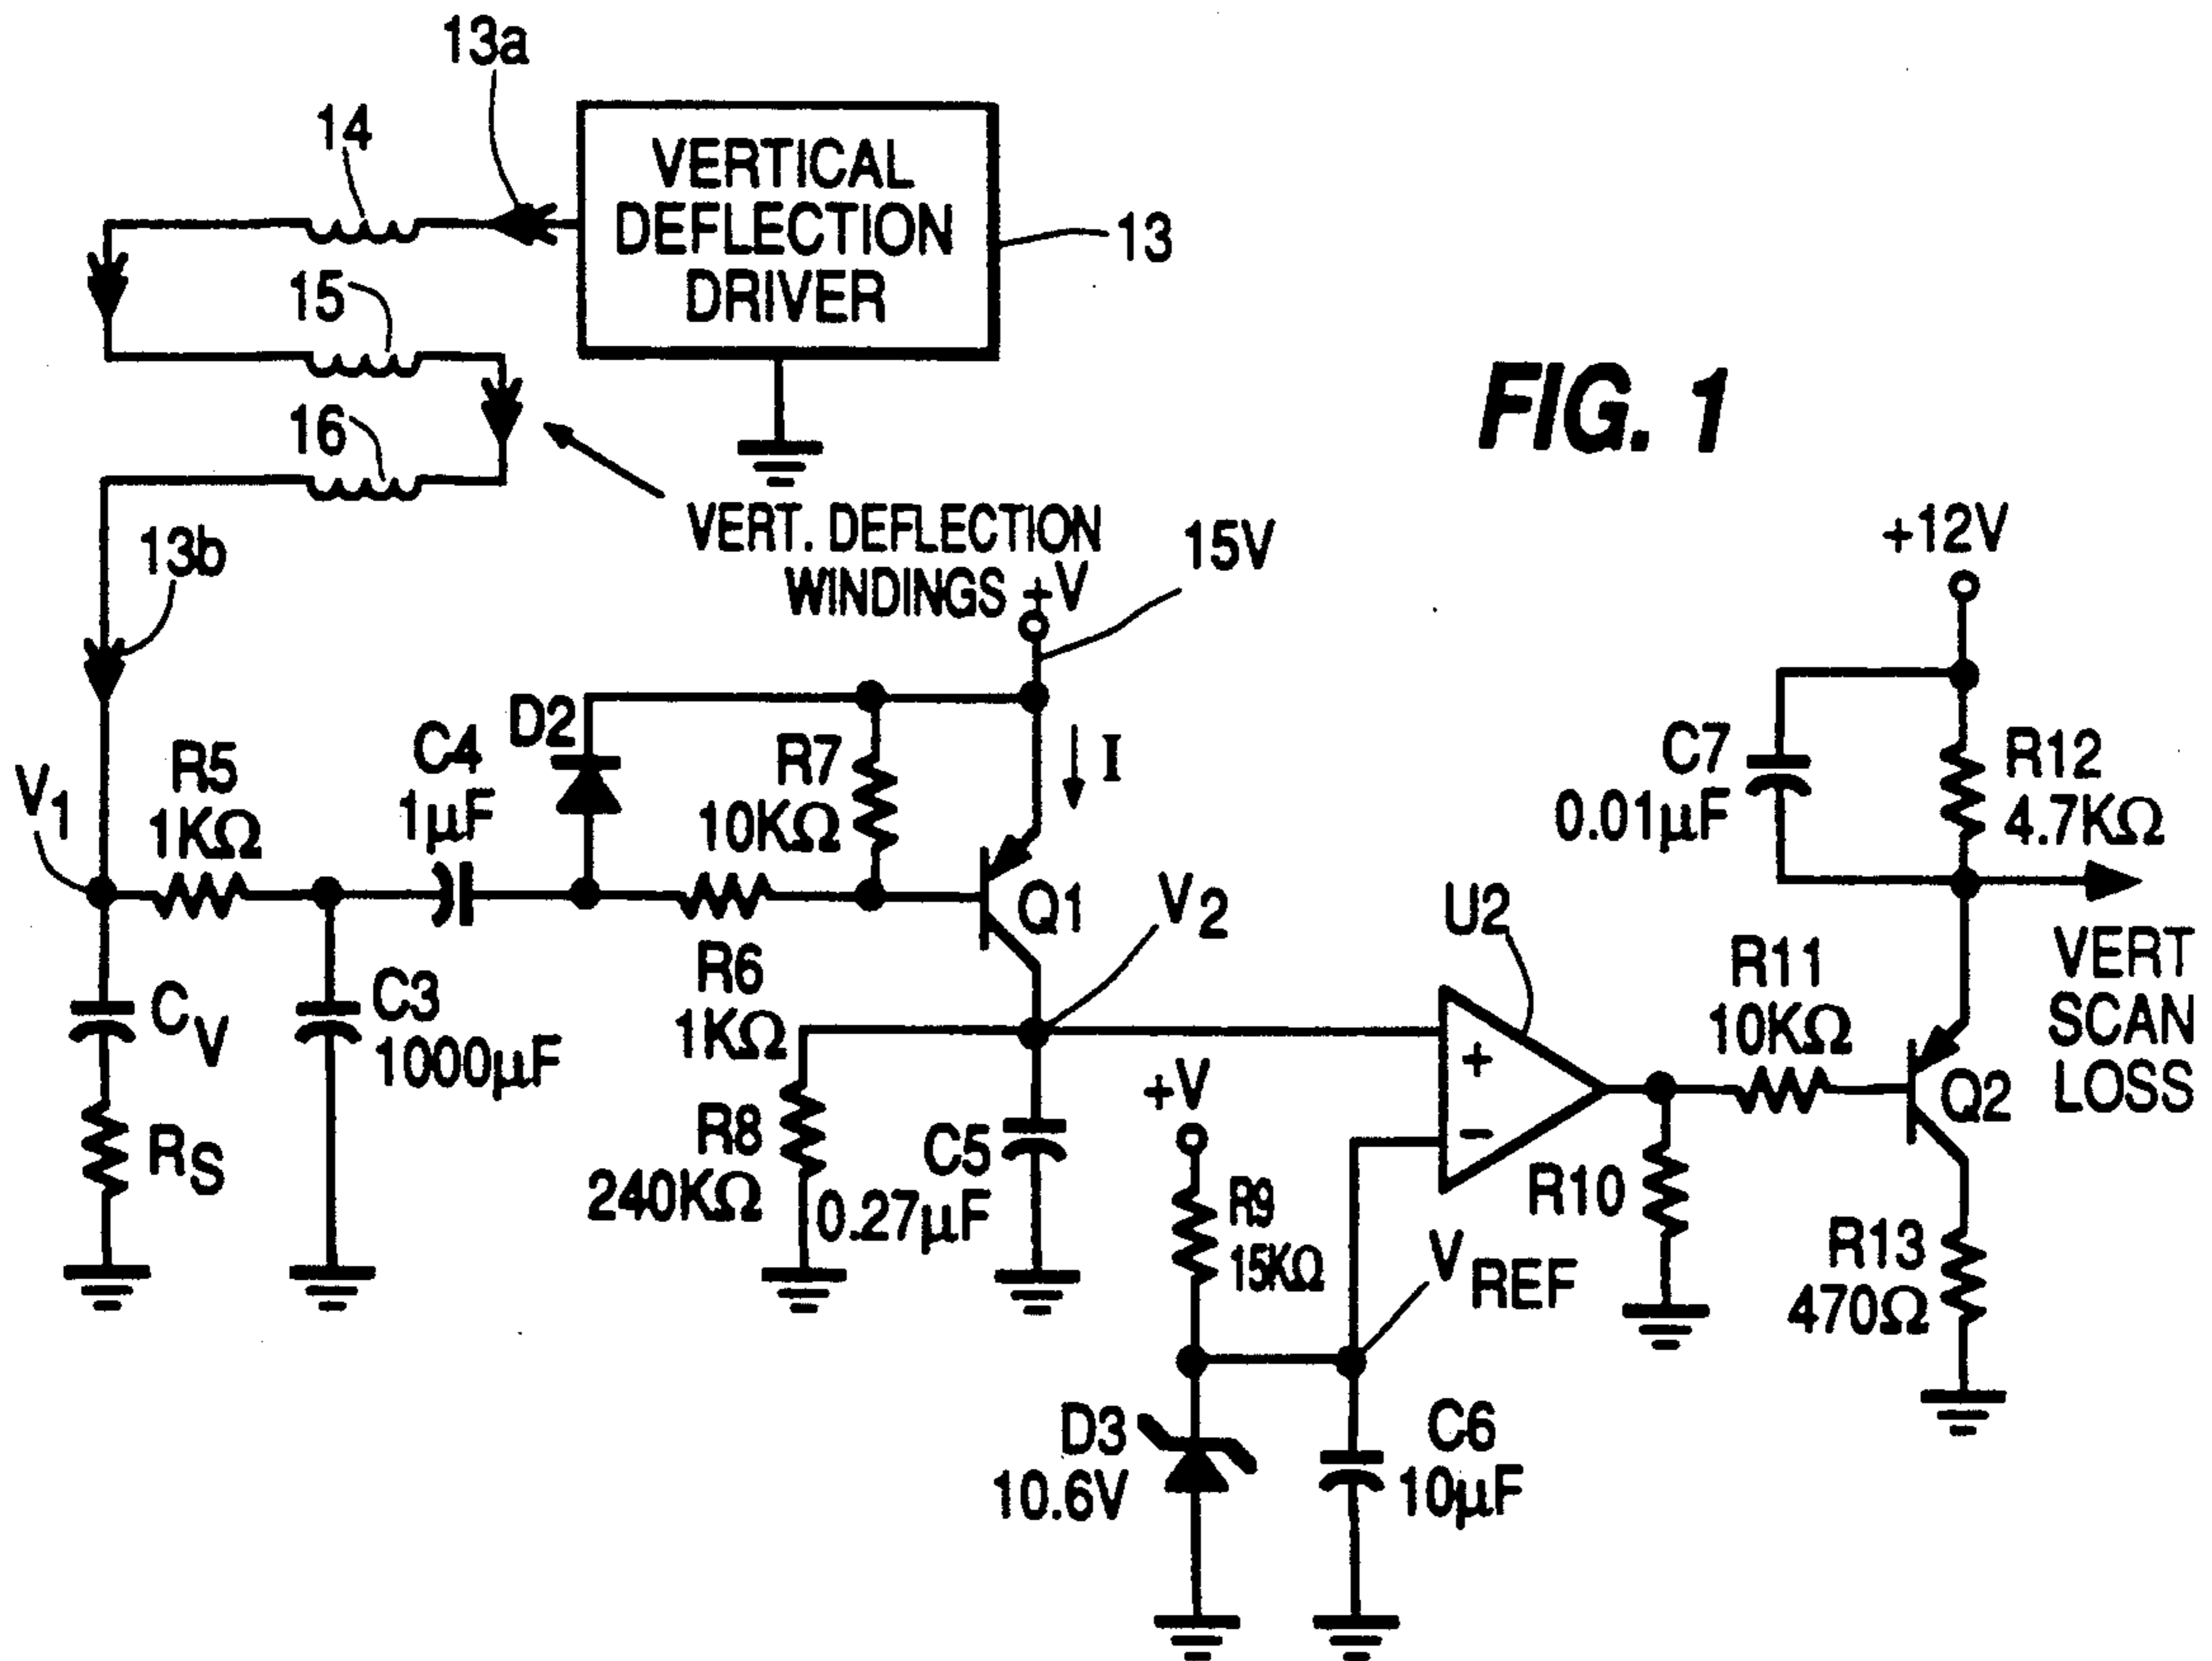 13a
14
VERTICAL
DEFLECTION
DRIVER
13
15
16
FIG. 1
VERT. DEFLECTION
WINDINGS
+V
15V
13b
+12V
D2
C4
1µF
R7
10KΩ
I
R5
1KΩ
V1
C7
0.01µF
R12
4.7KΩ
Q1
V2
U2
R6
1KΩ
CV
C3
1000µF
VERT
SCAN
LOSS
R11
10KΩ
+
−
+V
Q2
RS
R8
240KΩ
C5
0.27µF
R9
15KΩ
R10
VREF
R13
470Ω
D3
10.6V
C6
10µF